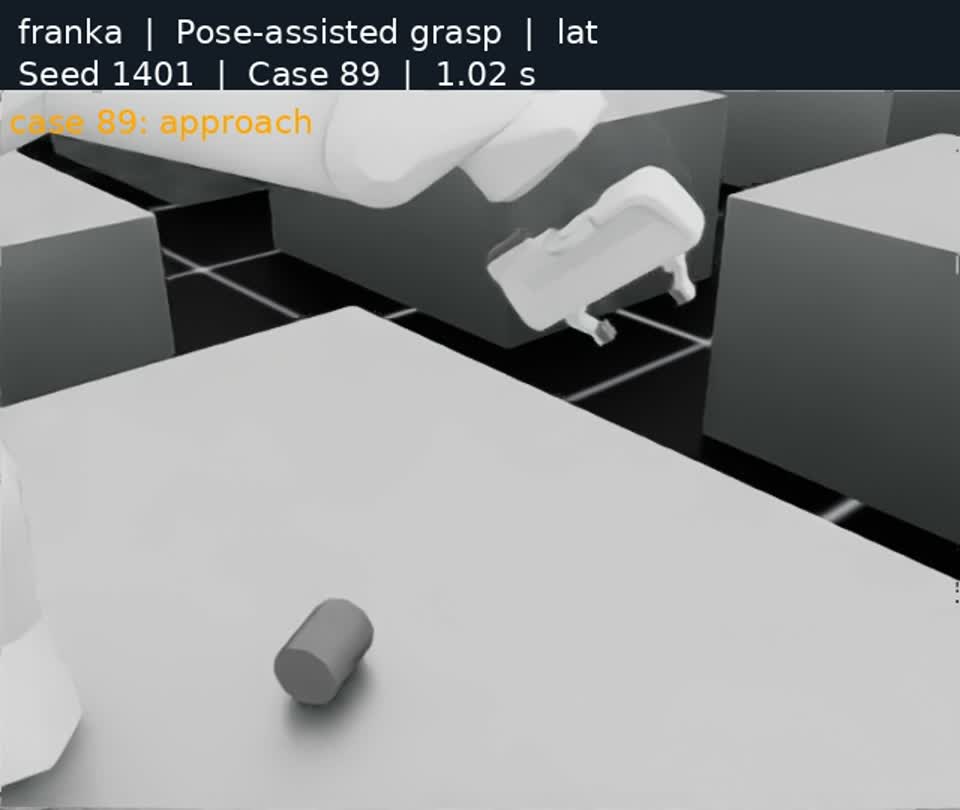 franka | Pose-assisted grasp | lat
Seed 1401 | Case 89 | 1.02 s
case 89: approach